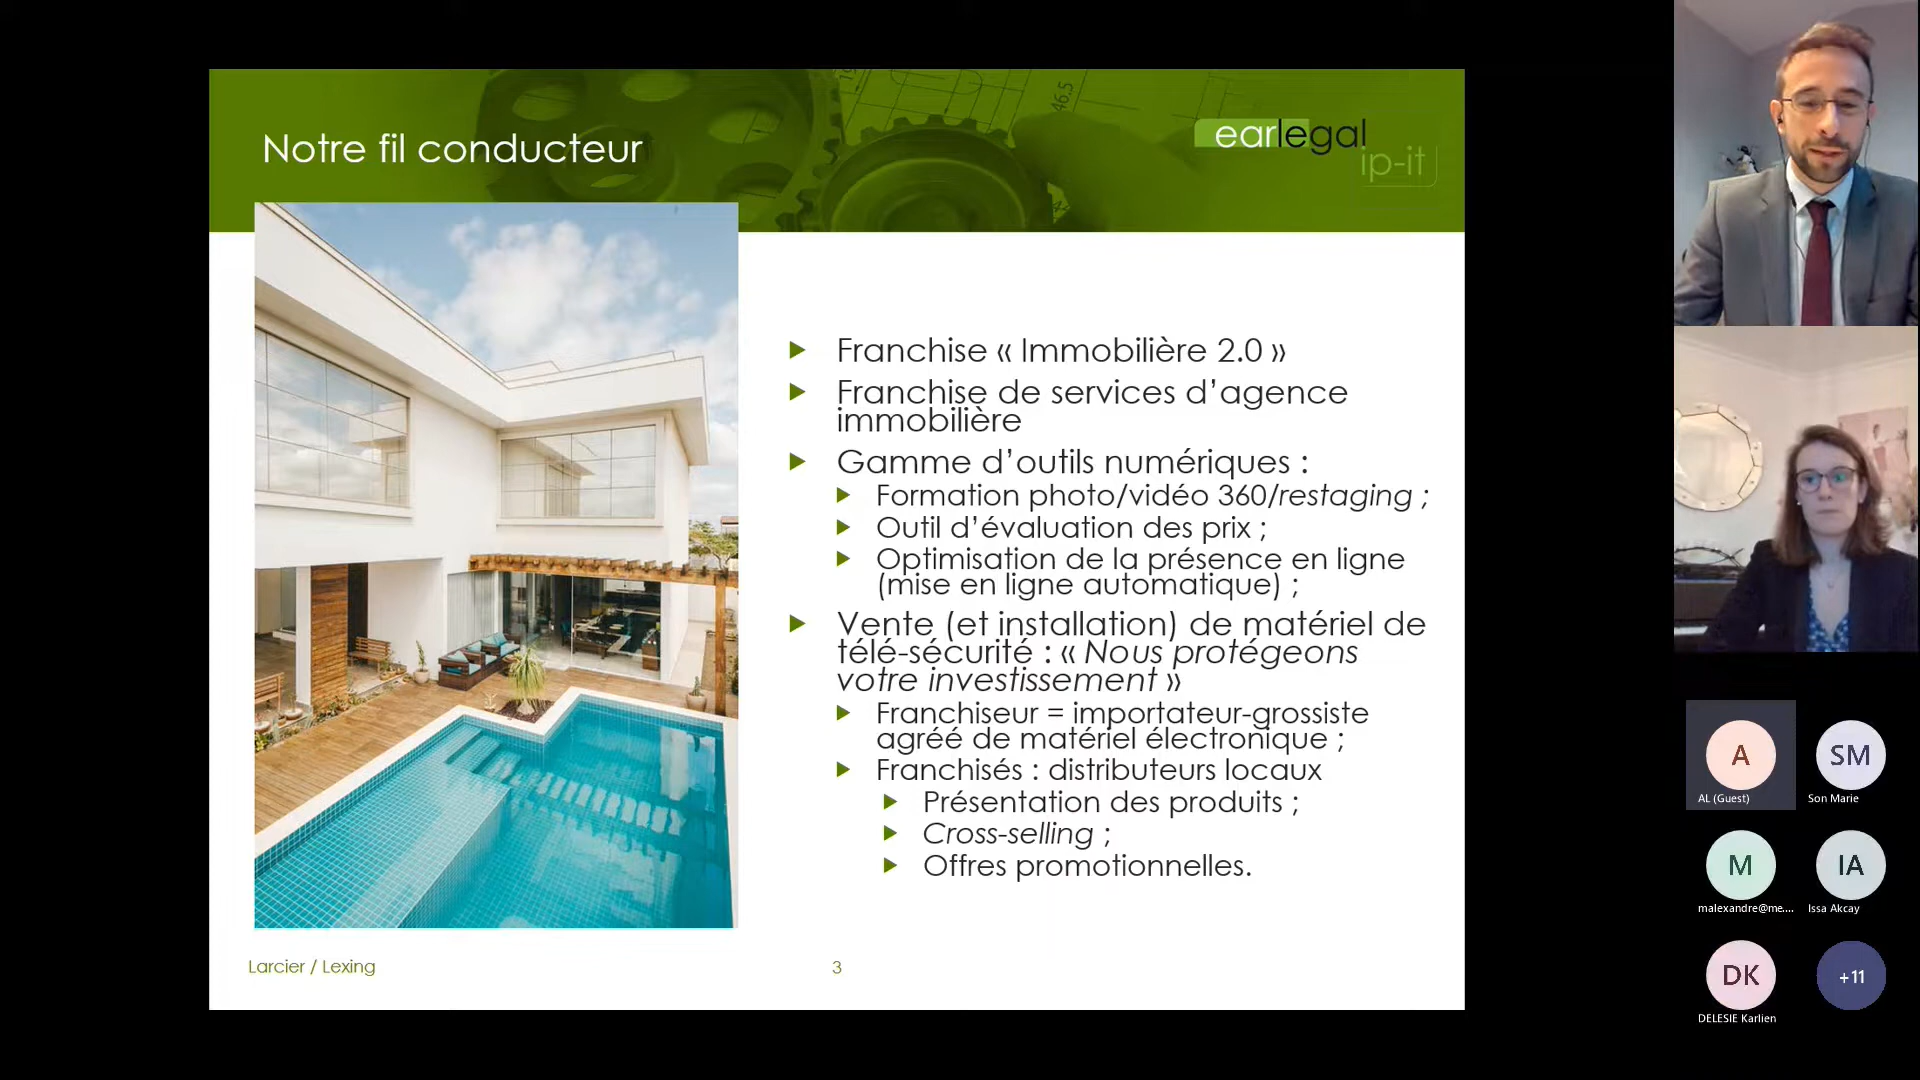 Notre fil conducteur
earlegal
ip-it
46.5
Franchise « Immobilière 2.0 »
Franchise de services d’agence
immobilière
Gamme d’outils numériques :
Formation photo/vidéo 360/restaging ;
Outil d’évaluation des prix ;
Optimisation de la présence en ligne
(mise en ligne automatique) ;
Vente (et installation) de matériel de
télé-sécurité : « Nous protégeons
votre investissement »
Franchiseur = importateur-grossiste
agréé de matériel électronique ;
Franchisés : distributeurs locaux
Présentation des produits ;
Cross-selling ;
Offres promotionnelles.
Larcier / Lexing
3
A
AL (Guest)
SM
Son Marie
M
malexandre@me....
IA
Issa Akcay
DK
DELESIE Karlien
+11